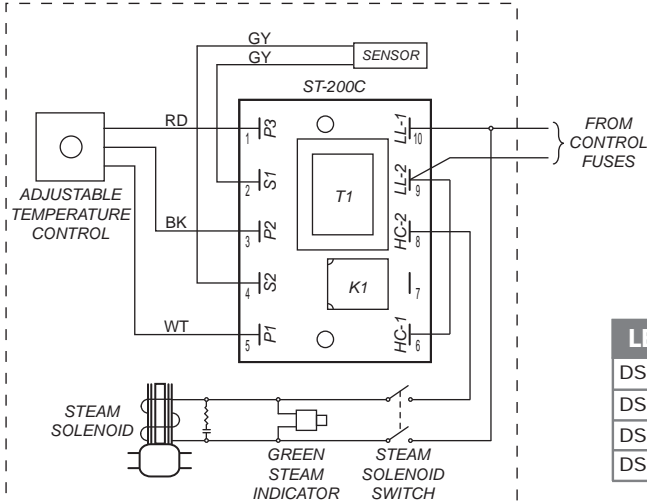 GY
GY
SENSOR
ST-200C
RD
1 P3
LL-1 10
FROM
CONTROL
FUSES
2 S1
LL-2 9
T1
ADJUSTABLE
TEMPERATURE
CONTROL
BK
3 P2
HC-2 8
4 S2
K1
7
WT
5 P1
HC-1 6
STEAM
SOLENOID
GREEN
STEAM
INDICATOR
STEAM
SOLENOID
SWITCH
DS
DS
DS
DS